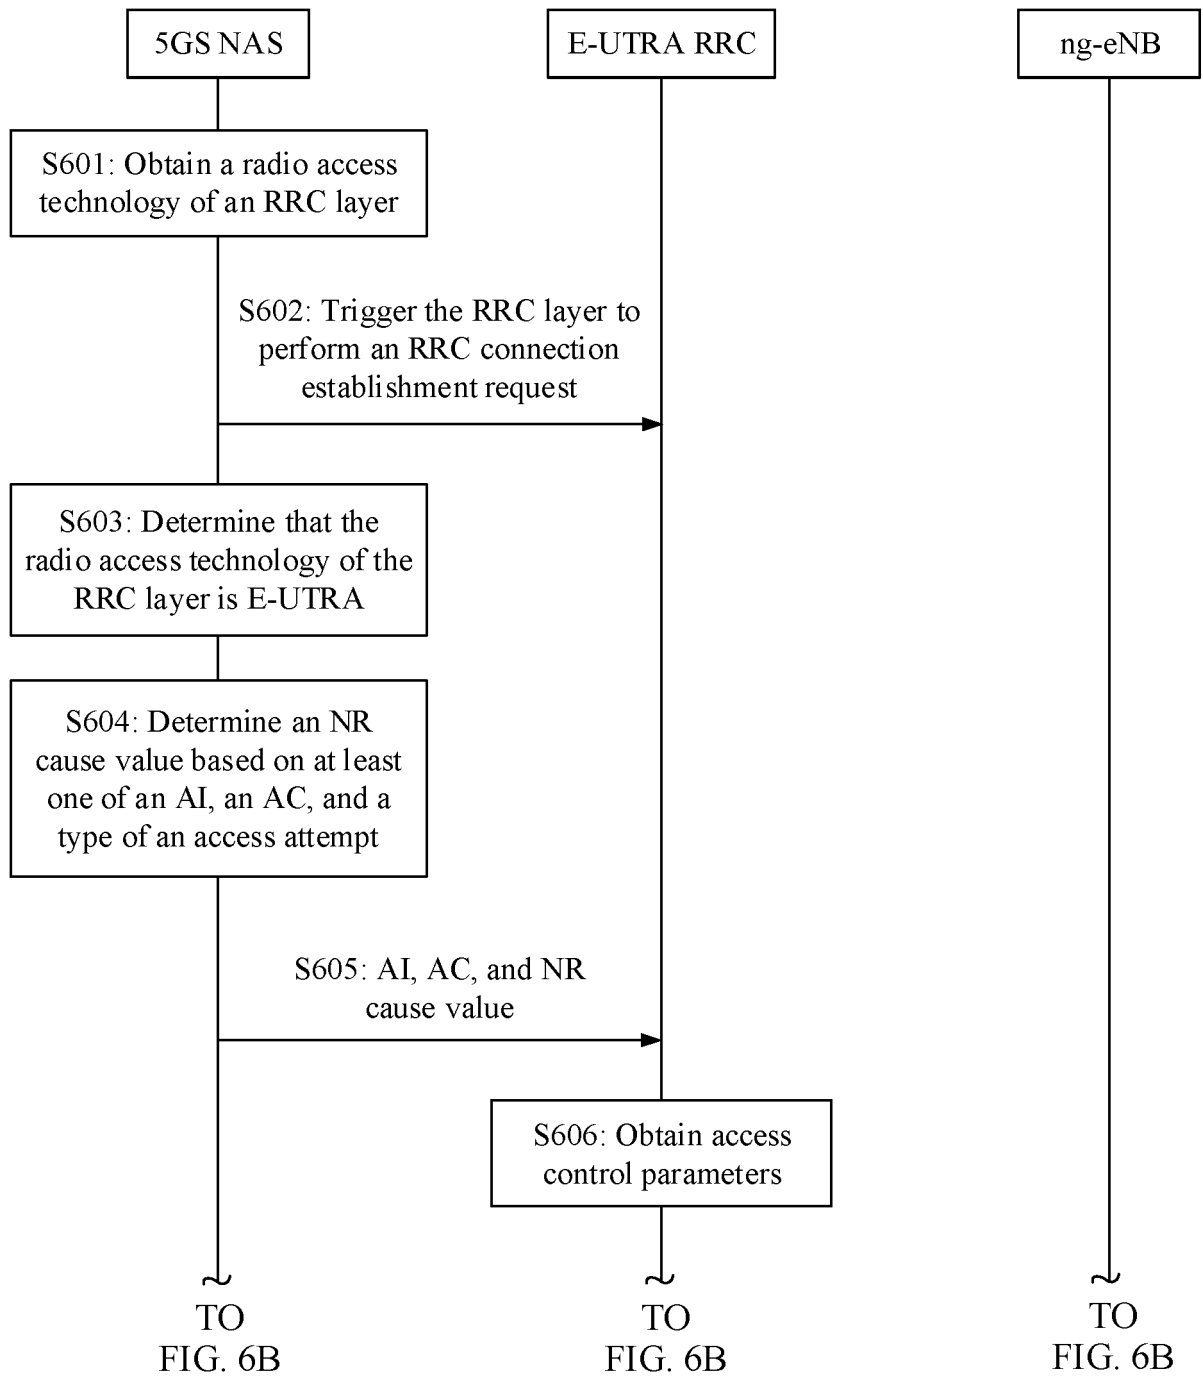 5GS NAS
E-UTRA RRC
ng-eNB
S601: Obtain a radio access
technology of an RRC layer
S602: Trigger the RRC layer to
perform an RRC connection
establishment request
S603: Determine that the
radio access technology of the
RRC layer is E-UTRA
S604: Determine an NR
cause value based on at least
one of an AI, an AC, and a
type of an access attempt
S605: AI, AC, and NR
cause value
S606: Obtain access
control parameters
TO
FIG. 6B
TO
FIG. 6B
TO
FIG. 6B